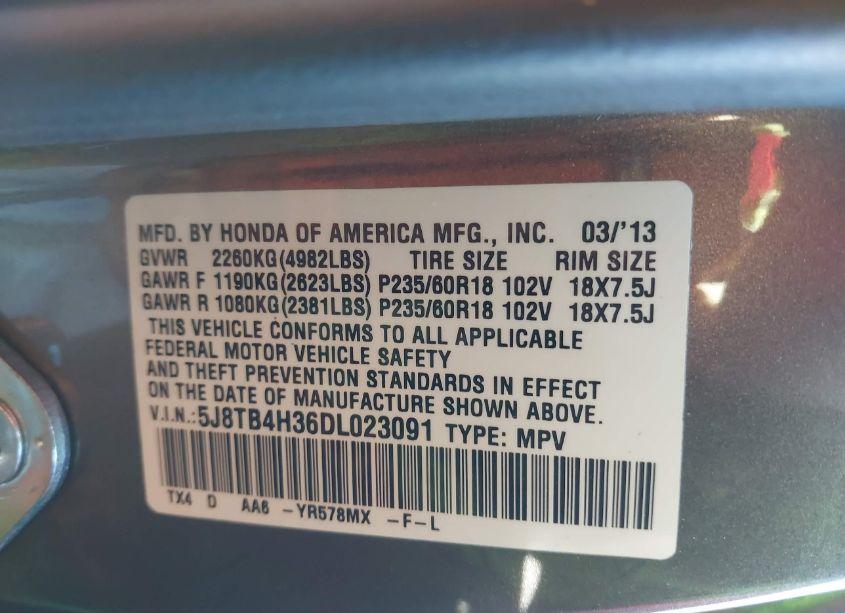 MFD. BY HONDA OF AMERICA MFG., INC. 03/'13
GVWR 2260KG(4982LBS) TIRE SIZE RIM SIZE
GAWR F 1190KG(2623LBS) P235/60R18 102V 18X7.5J
GAWR R 1080KG(2381LBS) P235/60R18 102V 18X7.5J
THIS VEHICLE CONFORMS TO ALL APPLICABLE
FEDERAL MOTOR VEHICLE SAFETY
AND THEFT PREVENTION STANDARDS IN EFFECT
ON THE DATE OF MANUFACTURE SHOWN ABOVE.
V.I.N.:5J8TB4H36DL023091 TYPE: MPV
TX4 D AA6 -YR578MX -F-L